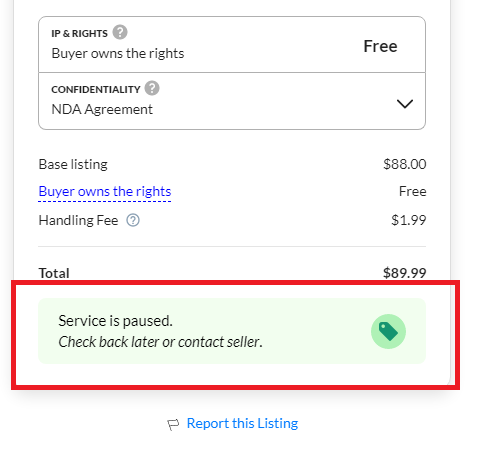 IP & RIGHTS ?
Buyer owns the rights Free
CONFIDENTIALITY ?
NDA Agreement
Base listing $88.00
Buyer owns the rights Free
Handling Fee ? $1.99
Total $89.99
Service is paused.
Check back later or contact seller.
Report this Listing